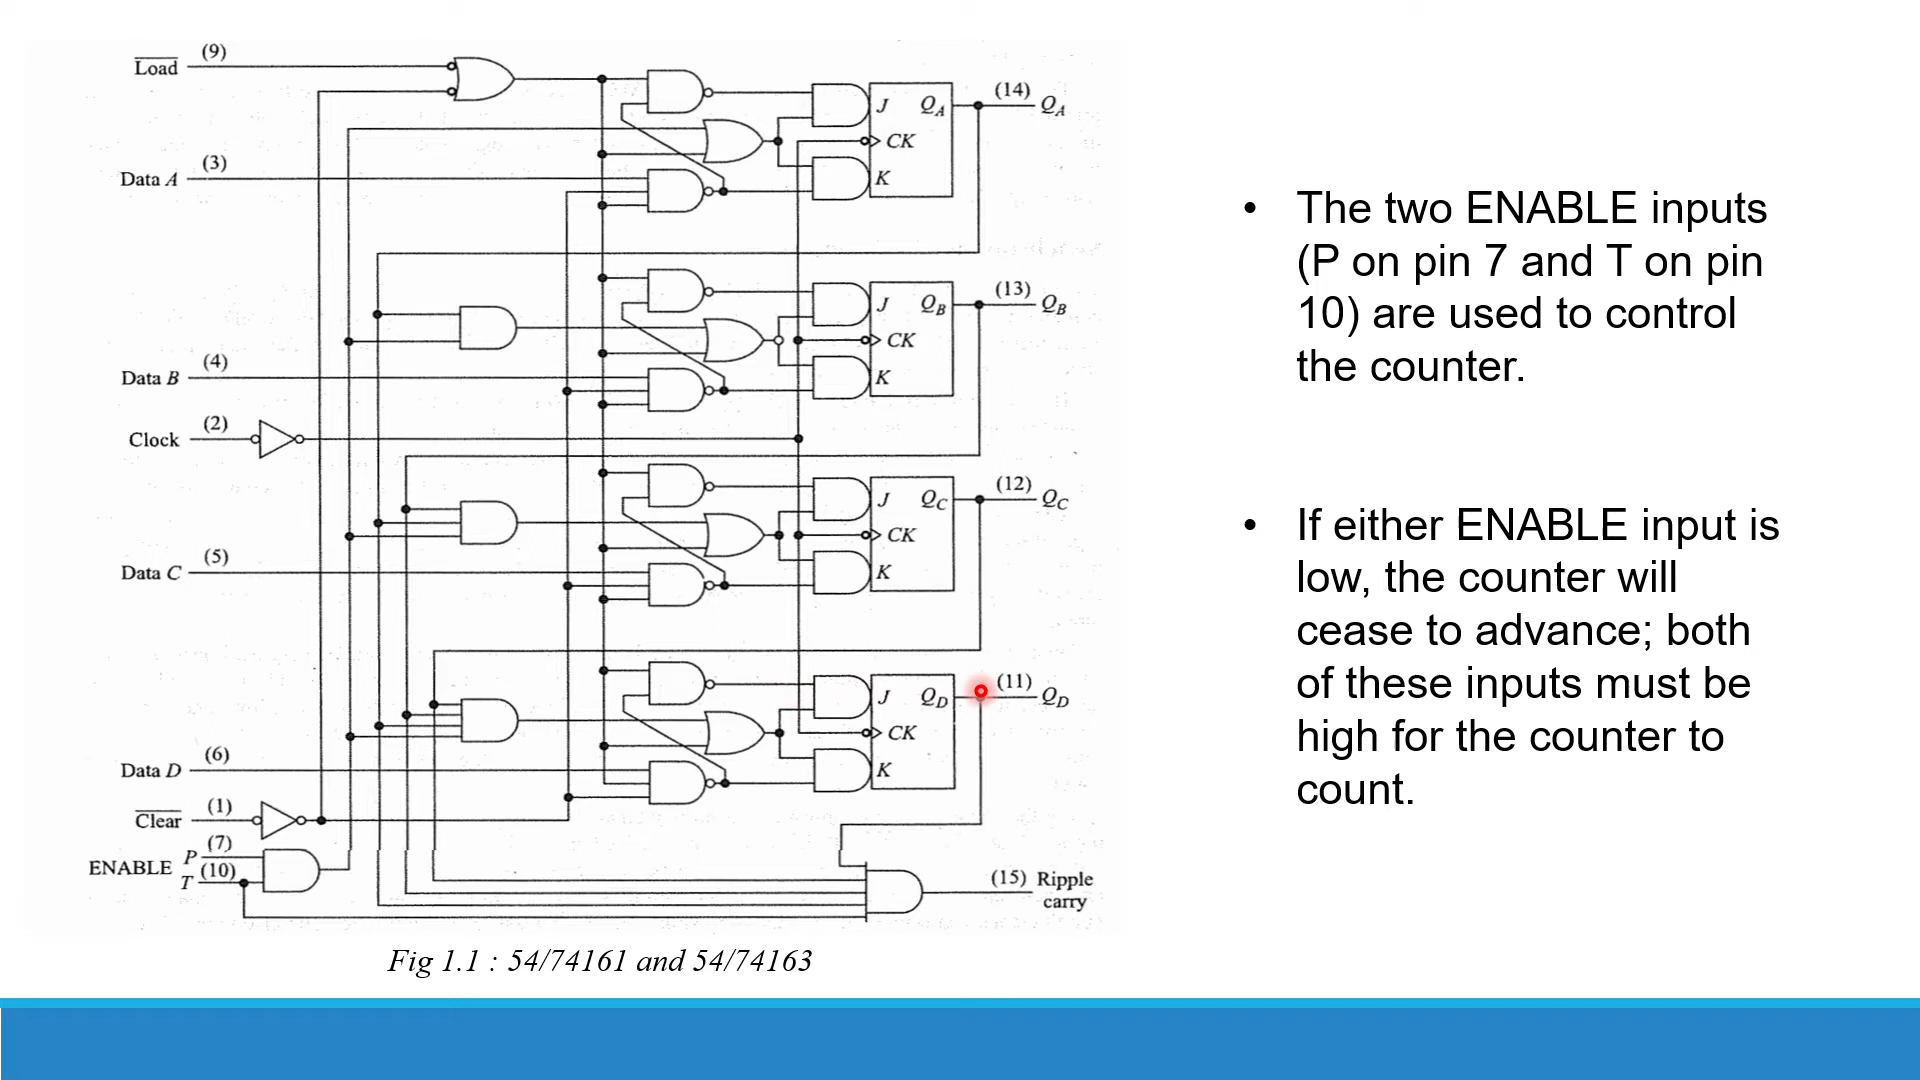 Load (9)
Data A (3)
Data B (4)
Clock (2)
Data C (5)
Data D (6)
Clear (1)
ENABLE P (7)
T (10)
J QA (14) QA
CK
K
J QB (13) QB
CK
K
J QC (12) QC
CK
K
J QD (11) QD
CK
K
(15) Ripple
carry
Fig 1.1 : 54/74161 and 54/74163
• The two ENABLE inputs
(P on pin 7 and T on pin
10) are used to control
the counter.
• If either ENABLE input is
low, the counter will
cease to advance; both
of these inputs must be
high for the counter to
count.